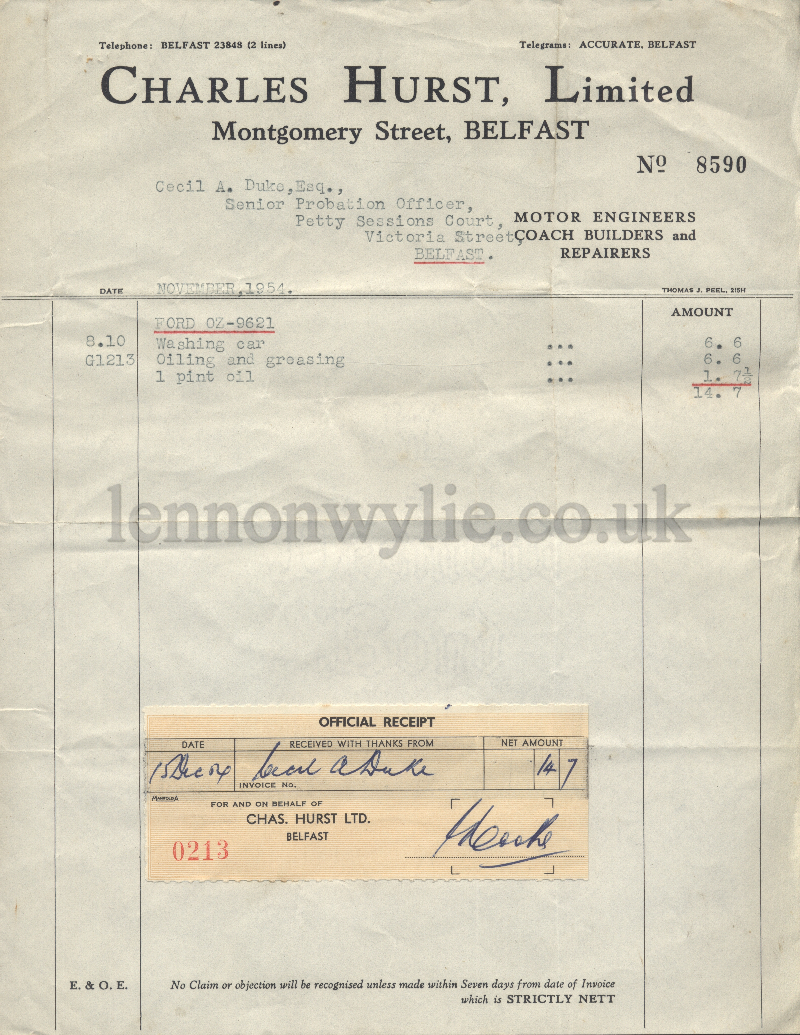 Telephone: BELFAST 23848 (2 lines) Telegrams: ACCURATE, BELFAST
CHARLES HURST, Limited
Montgomery Street, BELFAST
Nº 8590
Cecil A. Duke,Esq.,
Senior Probation Officer,
Petty Sessions Court,
Victoria Street,
BELFAST.
MOTOR ENGINEERS
COACH BUILDERS and
REPAIRERS
DATE NOVEMBER,1954. THOMAS J. PEEL, 215H
AMOUNT
FORD OZ-9621
8.10 Washing car ... 6. 6
G1213 Oiling and greasing ... 6. 6
1 pint oil ... 1. 7½
14. 7
lennonwylie.co.uk
OFFICIAL RECEIPT
DATE RECEIVED WITH THANKS FROM NET AMOUNT
15 Dec 54 Cecil A Duke 14 7
INVOICE No.
FOR AND ON BEHALF OF
CHAS. HURST LTD.
BELFAST
0213
E. & O. E. No Claim or objection will be recognised unless made within Seven days from date of Invoice
which is STRICTLY NETT